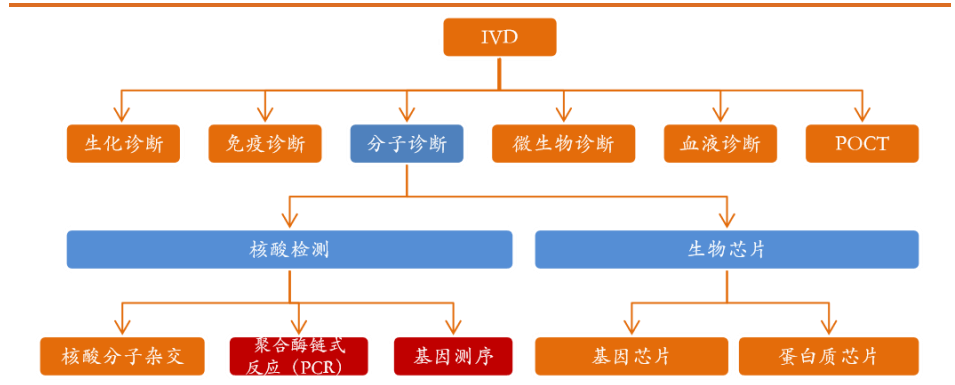 IVD
生化诊断
免疫诊断
分子诊断
微生物诊断
血液诊断
POCT
核酸检测
生物芯片
核酸分子杂交
聚合酶链式
反应（PCR）
基因测序
基因芯片
蛋白质芯片